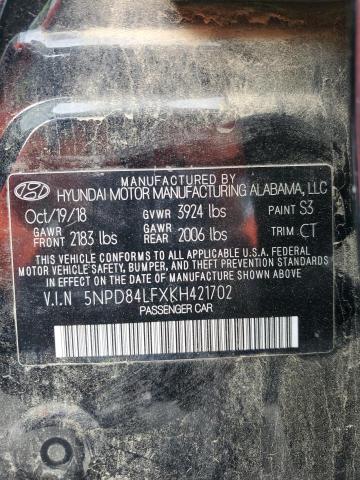 MANUFACTURED BY
HYUNDAI MOTOR MANUFACTURING ALABAMA, LLC
Oct/19/18 GVWR 3924 lbs PAINT S3
GAWR FRONT 2183 lbs GAWR REAR 2006 lbs TRIM CT
THIS VEHICLE CONFORMS TO ALL APPLICABLE U.S.A. FEDERAL
MOTOR VEHICLE SAFETY, BUMPER, AND THEFT PREVENTION STANDARDS
IN EFFECT ON THE DATE OF MANUFACTURE SHOWN ABOVE.
V.I.N 5NPD84LFXKH421702
PASSENGER CAR